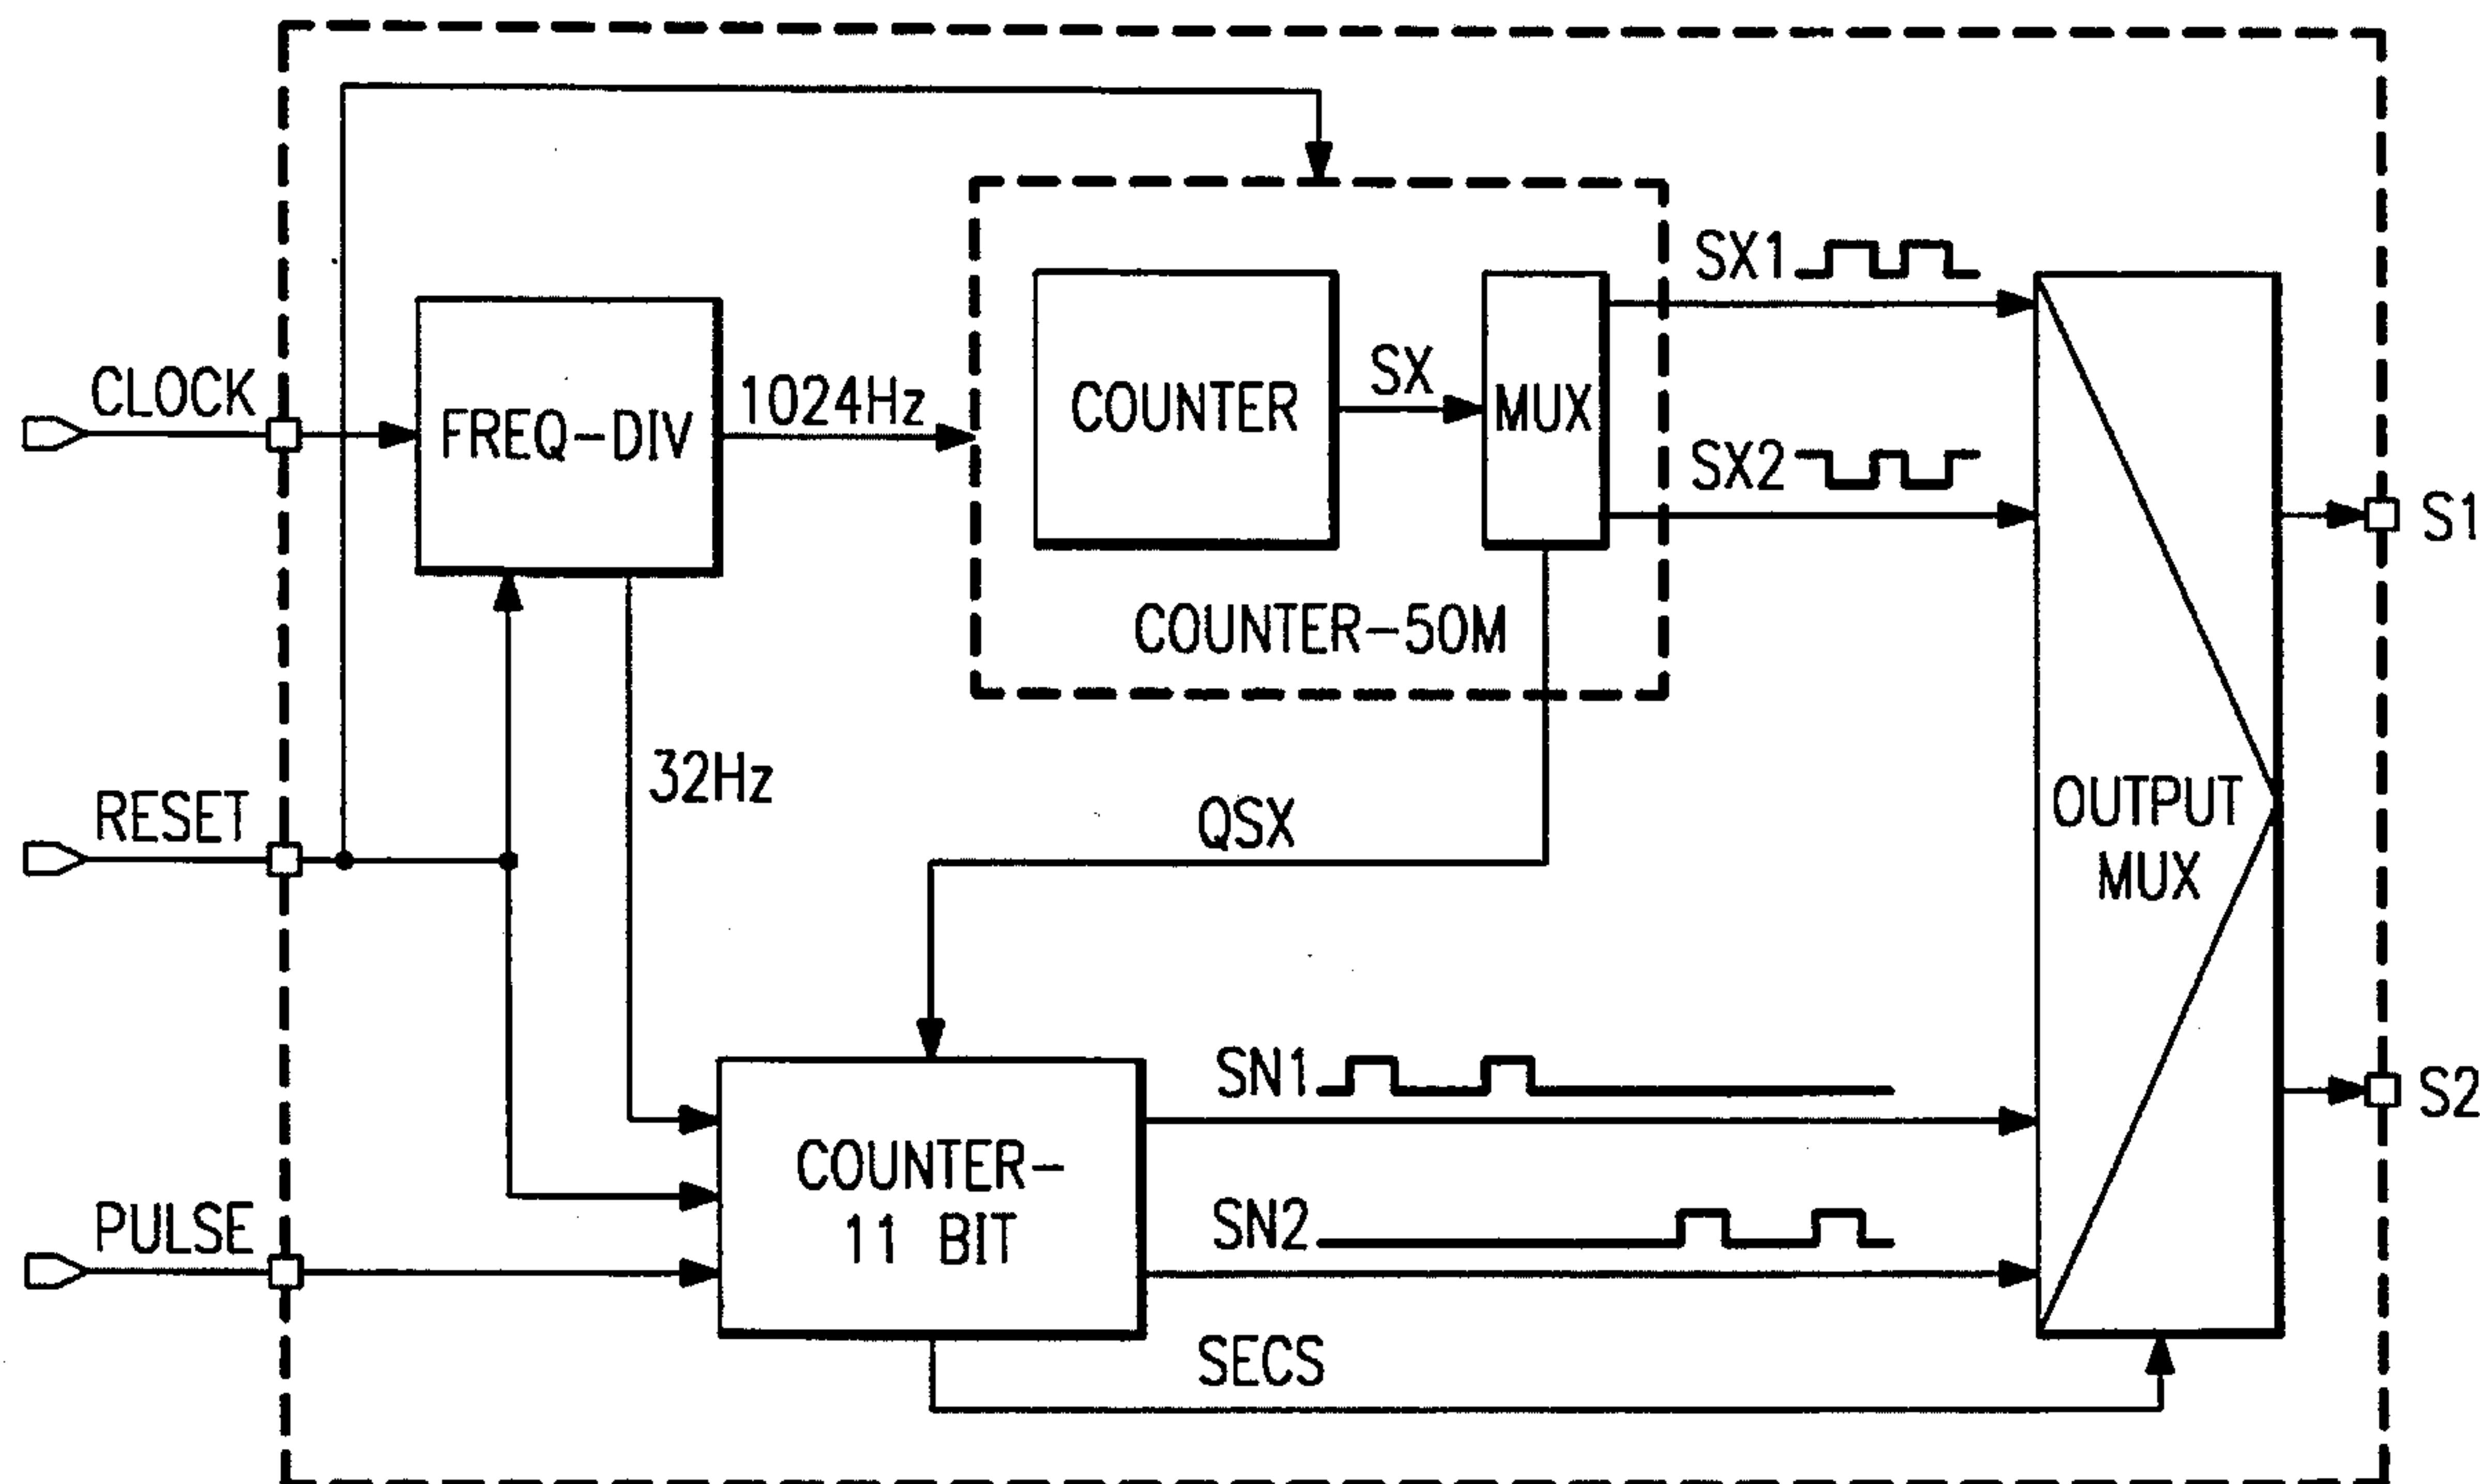 SX1
CLOCK
FREQ-DIV
1024Hz
COUNTER
SX
MUX
SX2
S1
COUNTER-50M
32Hz
RESET
QSX
OUTPUT
MUX
SN1
S2
COUNTER-
11 BIT
PULSE
SN2
SECS